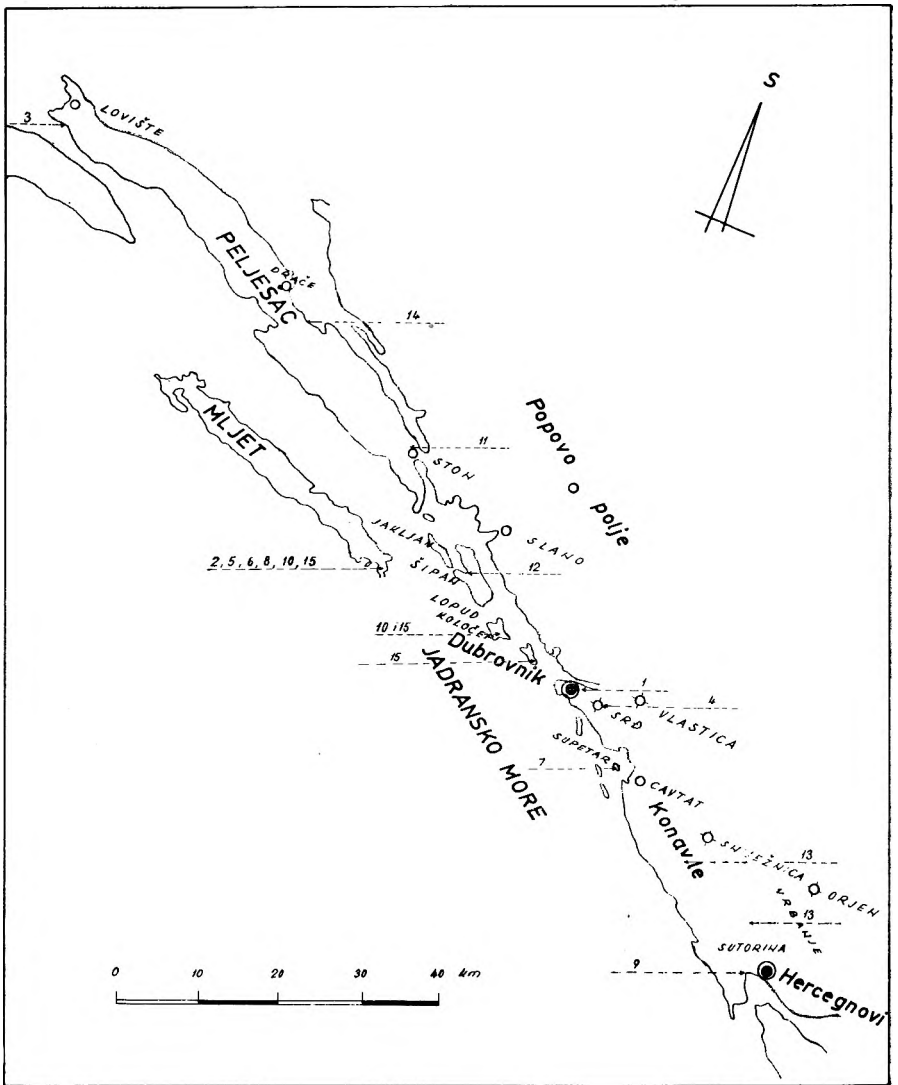 S
LOVIŠTE
3
PELJEŠAC
DRAČE
14
MLJET
Popovo polje
11
STON
SLANO
JAKLJAN
2, 5, 6, 8, 10, 15
ŠIPAN
12
LOPUD
KOLOČEP
10 i 15
Dubrovnik
15
1
4
SRĐ
VLASTICA
JADRANSKO MORE
SUPETAR
7
CAVTAT
Konavle
SNIJEŽNICA
13
ORJEN
VRBANJE
13
SUTORINA
9
Hercegnovi
0 10 20 30 40 km